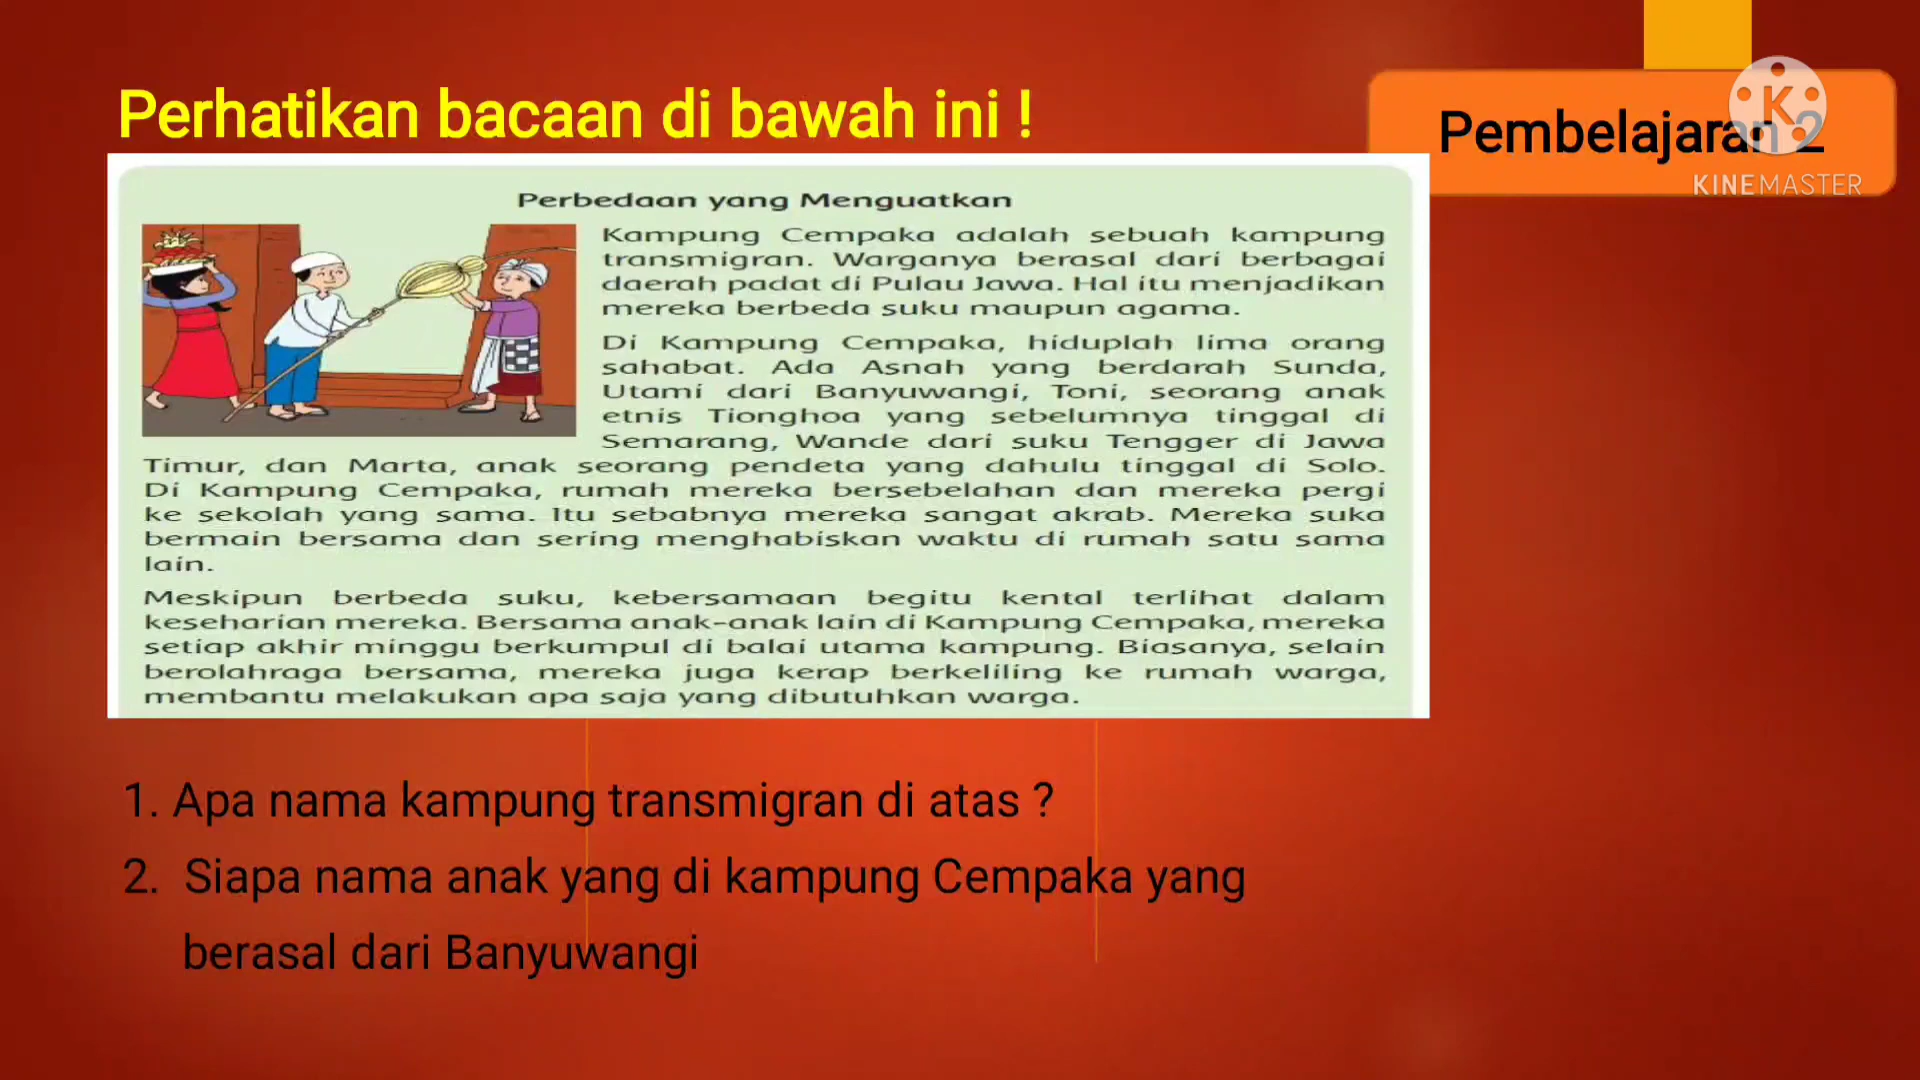 Perhatikan bacaan di bawah ini !
Pembelajaran 2
KINEMASTER
Perbedaan yang Menguatkan
Kampung Cempaka adalah sebuah kampung
transmigran. Warganya berasal dari berbagai
daerah padat di Pulau Jawa. Hal itu menjadikan
mereka berbeda suku maupun agama.
Di Kampung Cempaka, hiduplah lima orang
sahabat. Ada Asnah yang berdarah Sunda,
Utami dari Banyuwangi, Toni, seorang anak
etnis Tionghoa yang sebelumnya tinggal di
Semarang, Wande dari suku Tengger di Jawa
Timur, dan Marta, anak seorang pendeta yang dahulu tinggal di Solo.
Di Kampung Cempaka, rumah mereka bersebelahan dan mereka pergi
ke sekolah yang sama. Itu sebabnya mereka sangat akrab. Mereka suka
bermain bersama dan sering menghabiskan waktu di rumah satu sama
lain.
Meskipun berbeda suku, kebersamaan begitu kental terlihat dalam
keseharian mereka. Bersama anak-anak lain di Kampung Cempaka, mereka
setiap akhir minggu berkumpul di balai utama kampung. Biasanya, selain
berolahraga bersama, mereka juga kerap berkeliling ke rumah warga,
membantu melakukan apa saja yang dibutuhkan warga.
1. Apa nama kampung transmigran di atas ?
2. Siapa nama anak yang di kampung Cempaka yang
berasal dari Banyuwangi